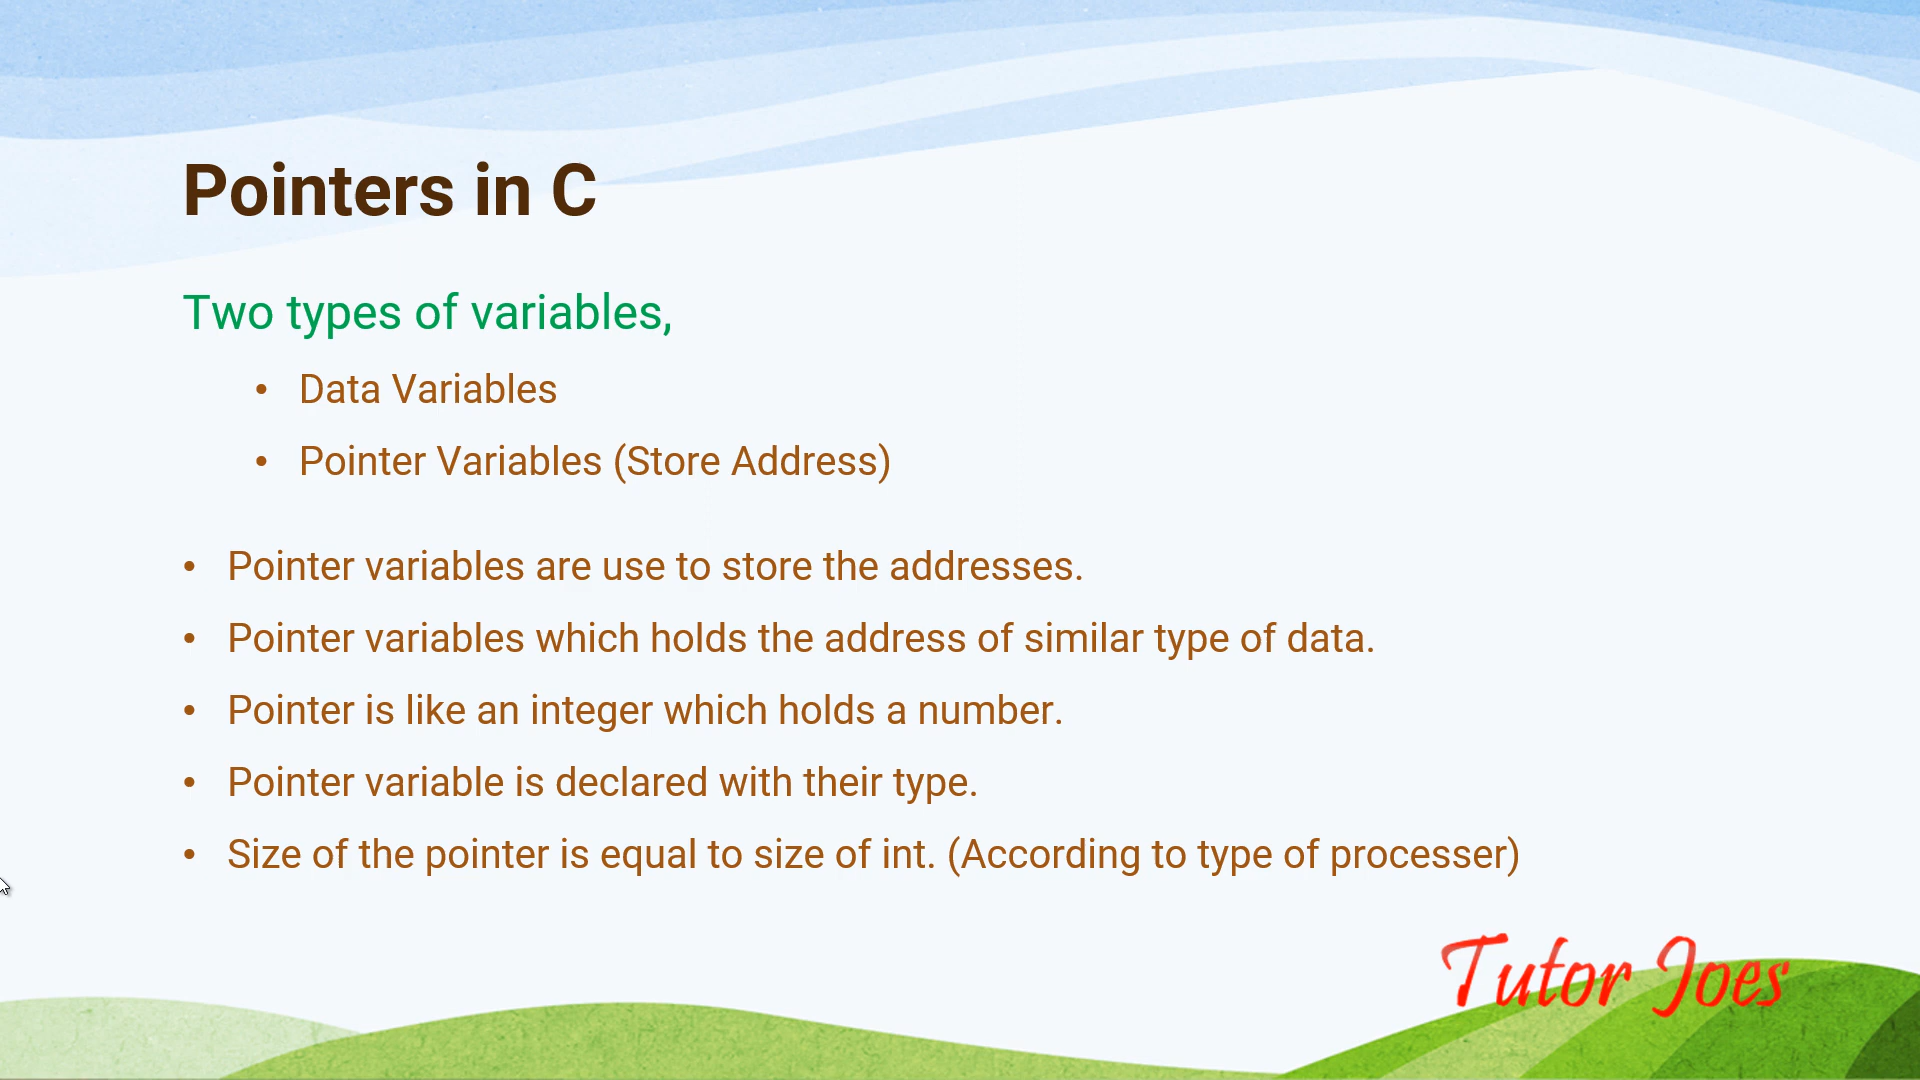 Pointers in C
Two types of variables,
• Data Variables
• Pointer Variables (Store Address)
• Pointer variables are use to store the addresses.
• Pointer variables which holds the address of similar type of data.
• Pointer is like an integer which holds a number.
• Pointer variable is declared with their type.
• Size of the pointer is equal to size of int. (According to type of processer)
Tutor Joes